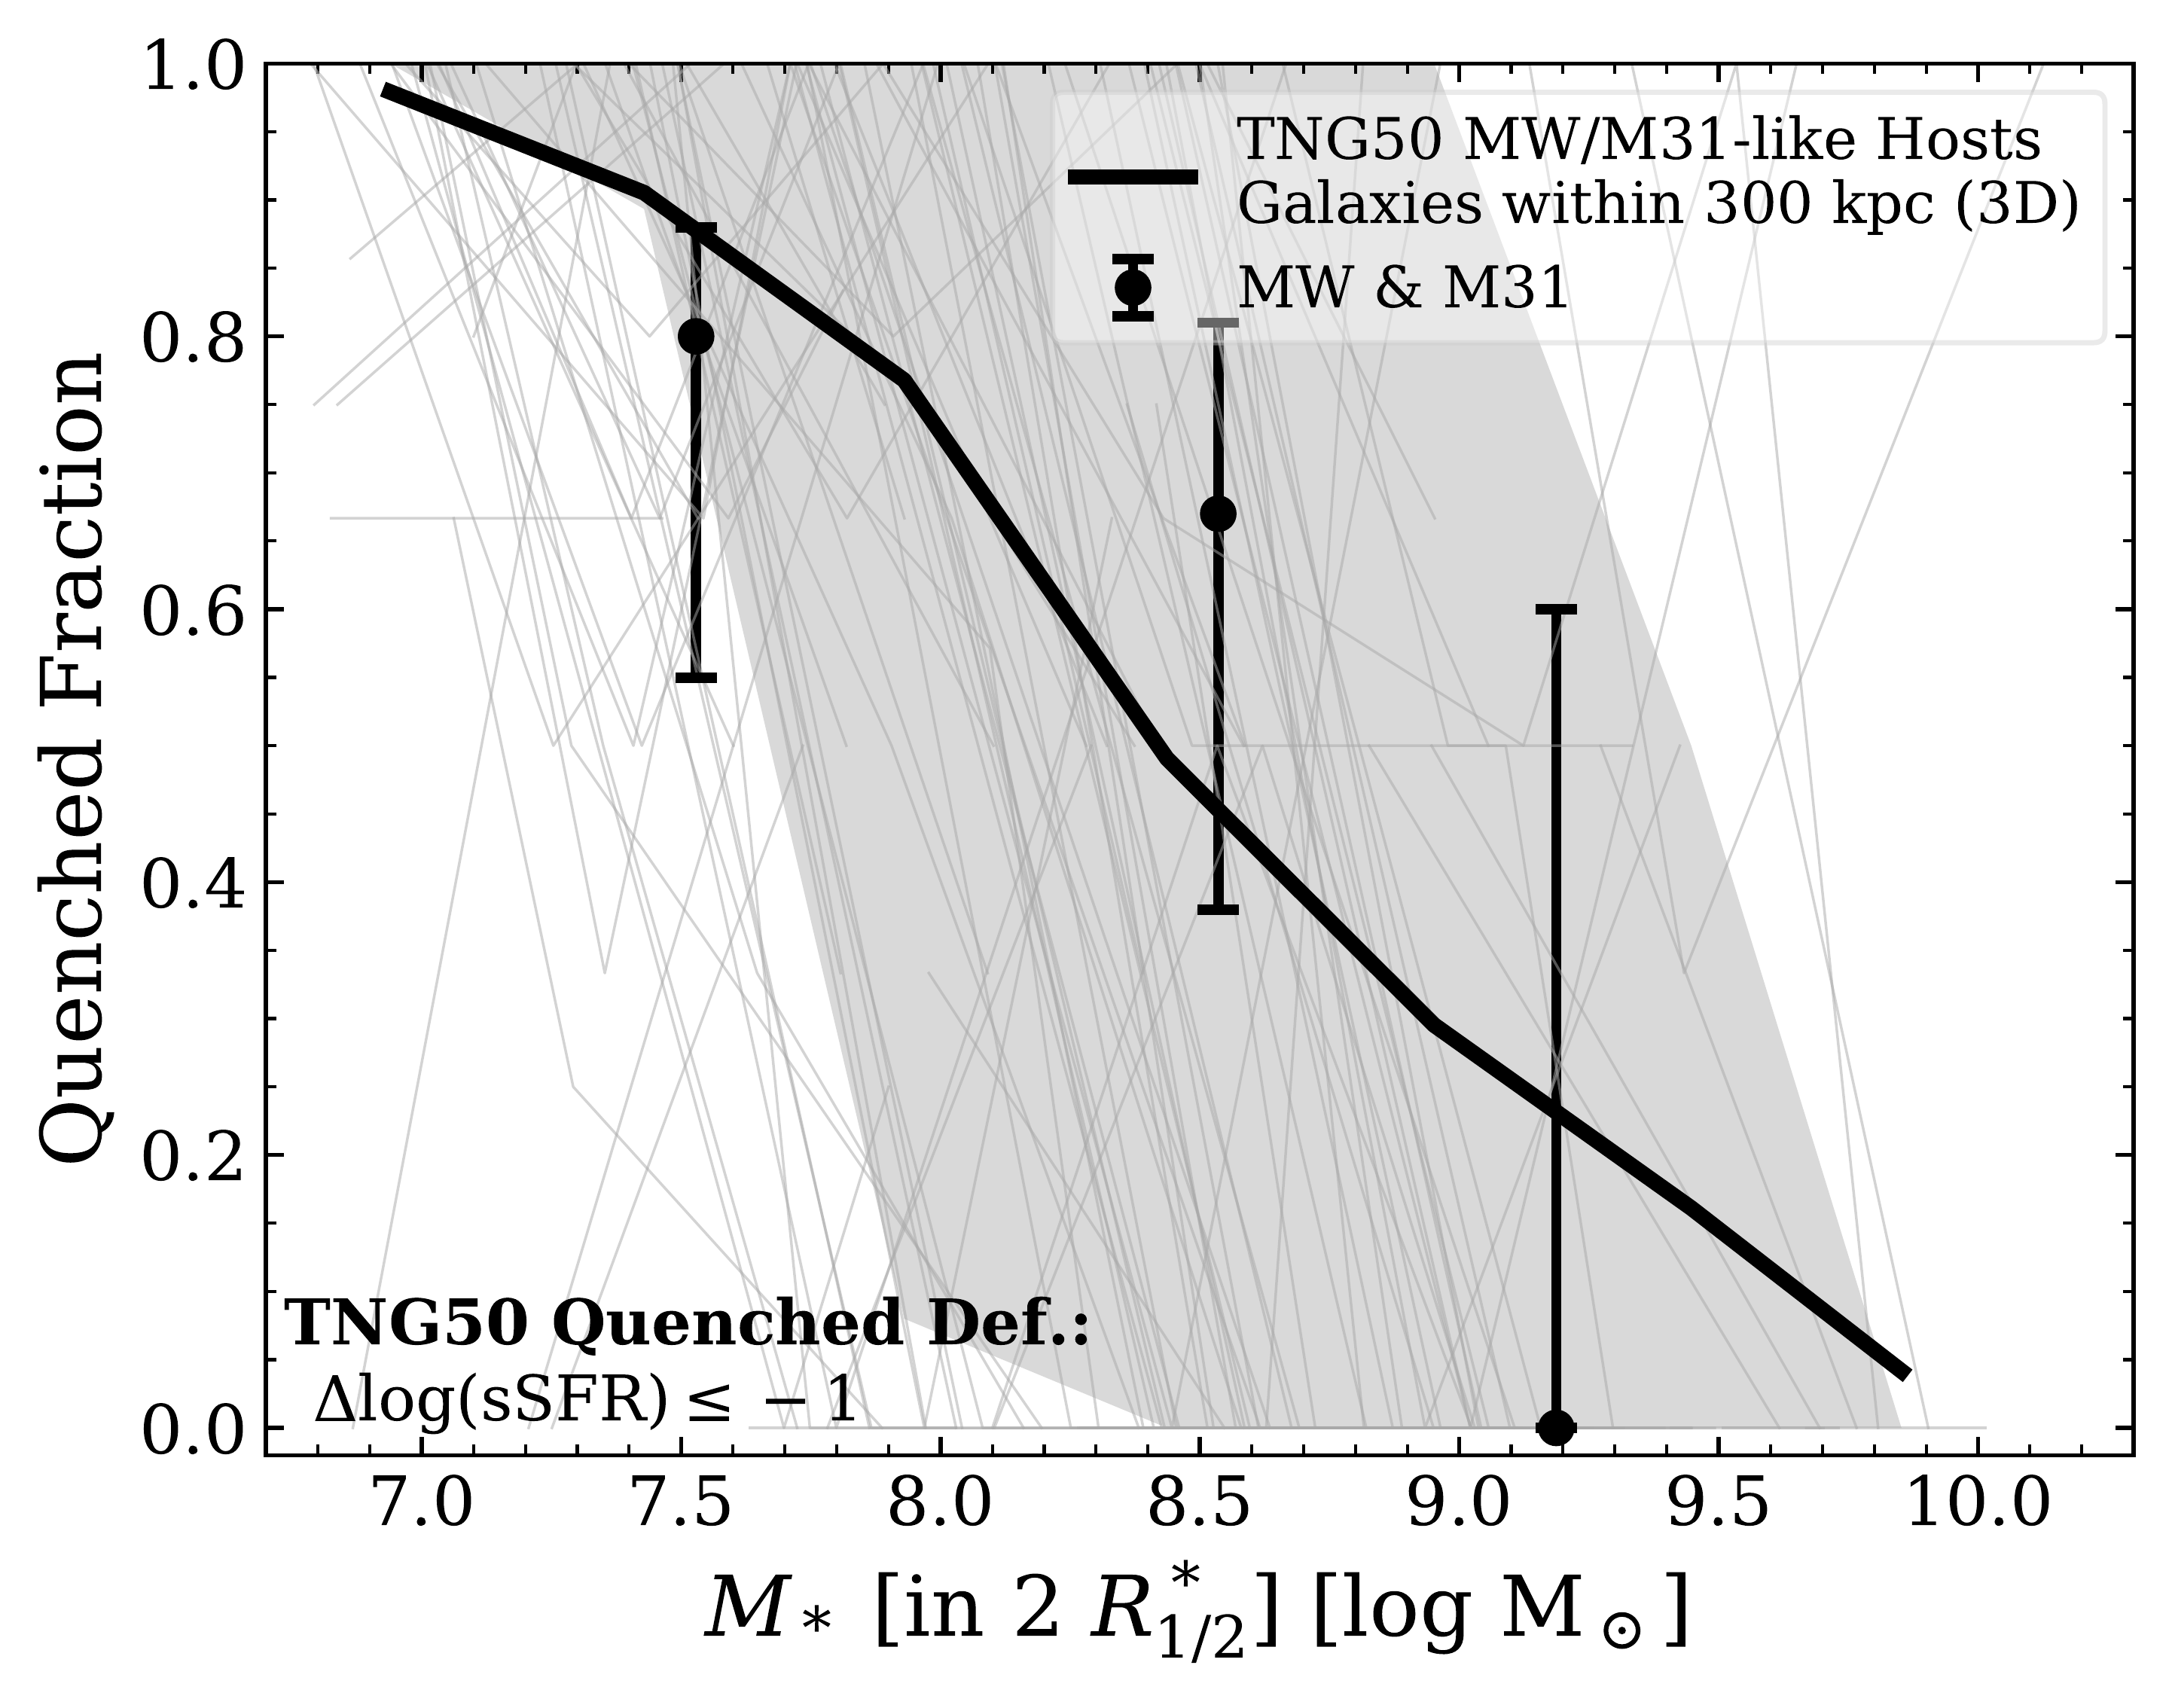 1.0
0.8
0.6
0.4
0.2
0.0
Quenched Fraction
TNG50 MW/M31-like Hosts
Galaxies within 300 kpc (3D)
MW & M31
TNG50 Quenched Def.:
Δlog(sSFR) ≤ −1
7.0 7.5 8.0 8.5 9.0 9.5 10.0
M* [in 2 R*1/2] [log M⊙]